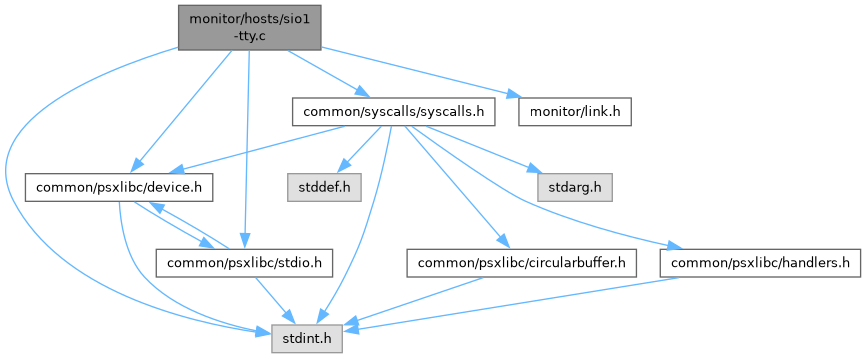 monitor/hosts/sio1
-tty.c
common/syscalls/syscalls.h
monitor/link.h
common/psxlibc/device.h
stddef.h
stdarg.h
common/psxlibc/stdio.h
common/psxlibc/circularbuffer.h
common/psxlibc/handlers.h
stdint.h